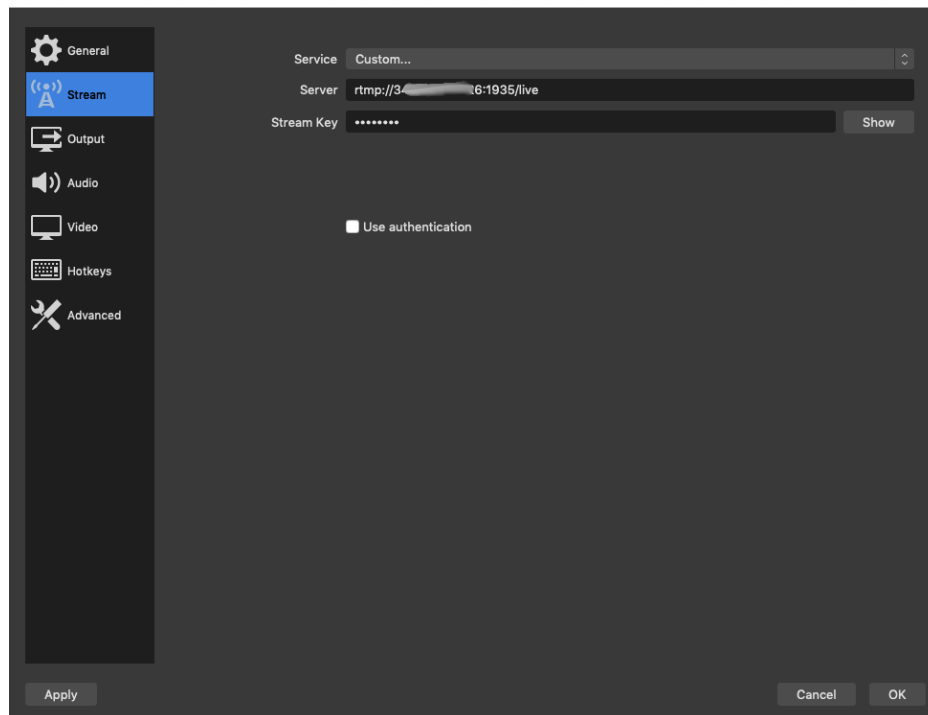 General
Stream
Output
Audio
Video
Hotkeys
Advanced
Service Custom...
Server rtmp://34 26:1935/live
Stream Key ••••••••
Show
Use authentication
Apply
Cancel
OK